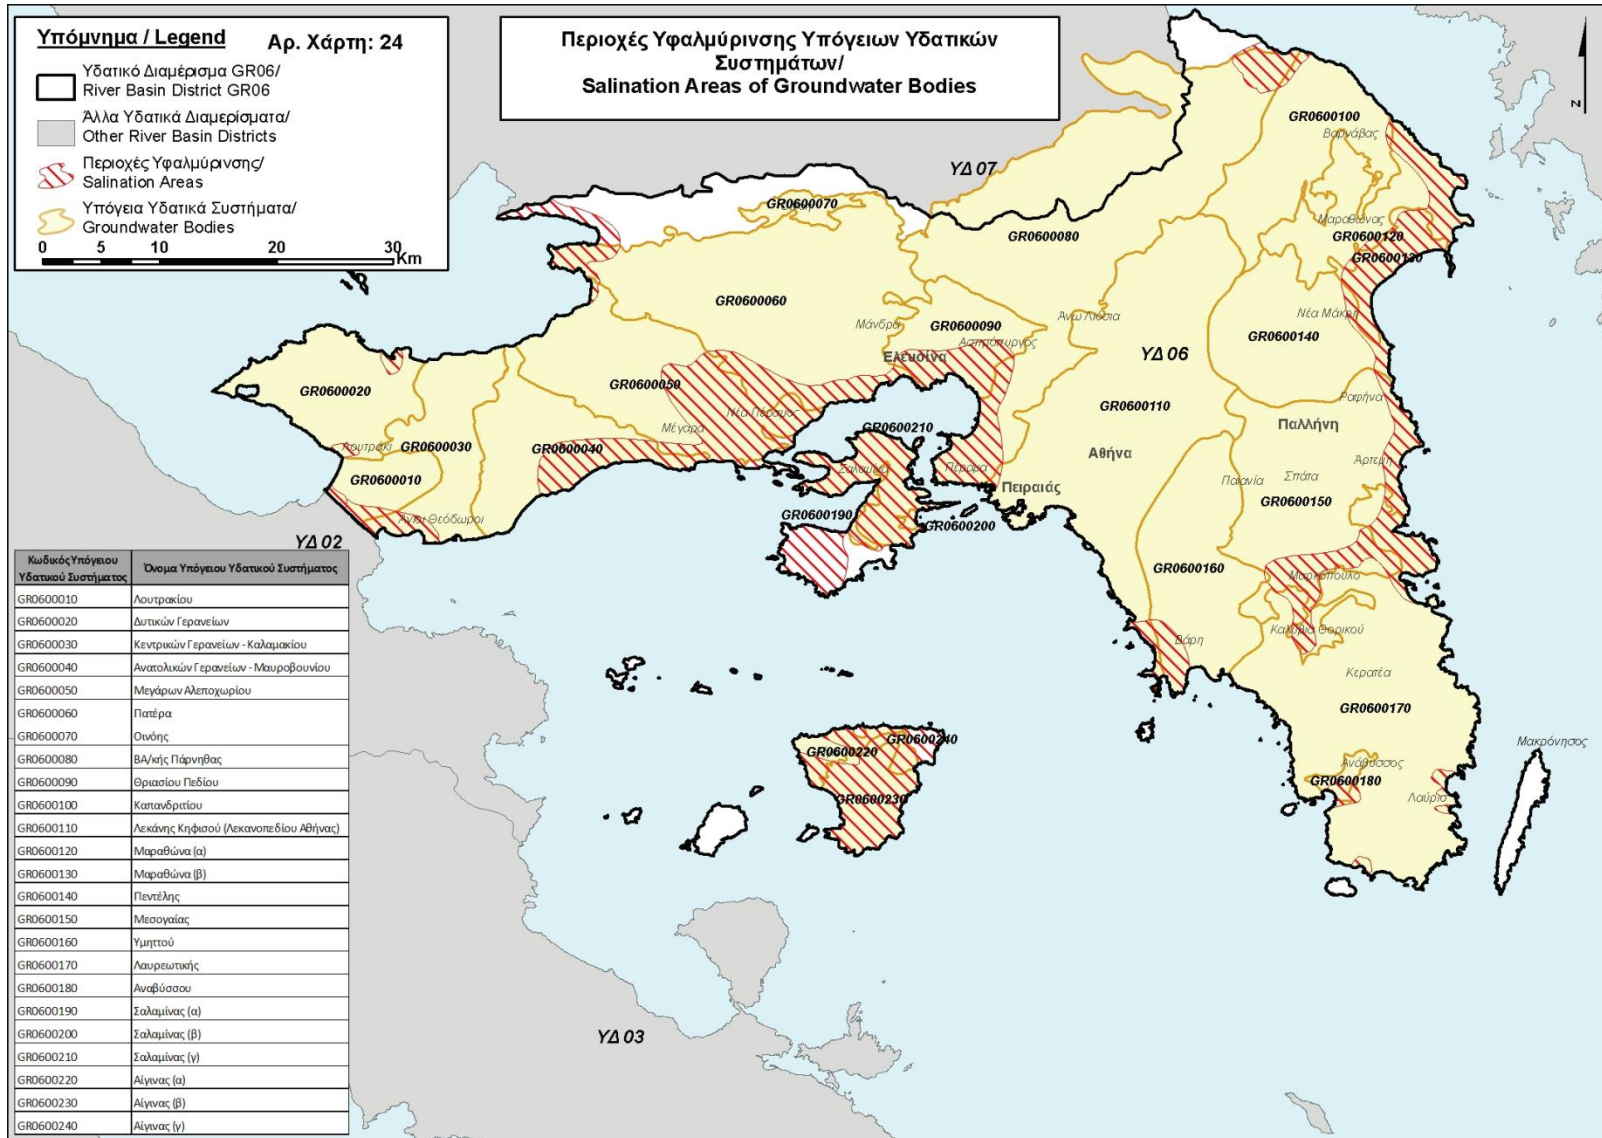 Υπόμνημα / Legend
Αρ. Χάρτη: 24
Υδατικό Διαμέρισμα GR06/
River Basin District GR06
Άλλα Υδατικά Διαμερίσματα/
Other River Basin Districts
Περιοχές Υφαλμύρινσης/
Salination Areas
Υπόγεια Υδατικά Συστήματα/
Groundwater Bodies
0 5 10 20 30
Km
Περιοχές Υφαλμύρινσης Υπόγειων Υδατικών
Συστημάτων/
Salination Areas of Groundwater Bodies
N
ΥΔ 07
GR0600100
Βαρνάβας
GR0600070
GR0600080
Μαραθώνας
GR0600120
GR0600130
GR0600060
Μάνδρα
GR0600090
Ασπρόπυργος
Ελευσίνα
Άνω Λιόσια
ΥΔ 06
Νέα Μάκρη
GR0600140
GR0600020
GR0600050
Νέα Πέραμος
Μέγαρα
GR0600110
Ραφήνα
Παλλήνη
GR0600210
Λουτράκι
GR0600030
GR0600040
Αθήνα
Άρτεμη
GR0600010
Σαλαμίνα
Πέραμα
Πειραιάς
Παιανία
Σπάτα
GR0600150
Άγιοι Θεόδωροι
GR0600190
GR0600200
ΥΔ 02
GR0600160
Μαρκόπουλο
Βάρη
Καλύβια Θορικού
Κερατέα
GR0600170
GR0600240
GR0600220
Μακρόνησος
Ανάβυσσος
GR0600180
GR0600230
Λαύριο
ΥΔ 03
Κωδικός Υπόγειου Υδατικού Συστήματος
Όνομα Υπόγειου Υδατικού Συστήματος
GR0600010 Λουτρακίου
GR0600020 Δυτικών Γερανείων
GR0600030 Κεντρικών Γερανείων - Καλαμακίου
GR0600040 Ανατολικών Γερανείων - Μαυροβουνίου
GR0600050 Μεγάρων Αλεποχωρίου
GR0600060 Πατέρα
GR0600070 Οινόης
GR0600080 ΒΑ/κής Πάρνηθας
GR0600090 Θριασίου Πεδίου
GR0600100 Καπανδριτίου
GR0600110 Λεκάνης Κηφισού (Λεκανοπεδίου Αθήνας)
GR0600120 Μαραθώνα (α)
GR0600130 Μαραθώνα (β)
GR0600140 Πεντέλης
GR0600150 Μεσογαίας
GR0600160 Υμηττού
GR0600170 Λαυρεωτικής
GR0600180 Αναβύσσου
GR0600190 Σαλαμίνας (α)
GR0600200 Σαλαμίνας (β)
GR0600210 Σαλαμίνας (γ)
GR0600220 Αίγινας (α)
GR0600230 Αίγινας (β)
GR0600240 Αίγινας (γ)